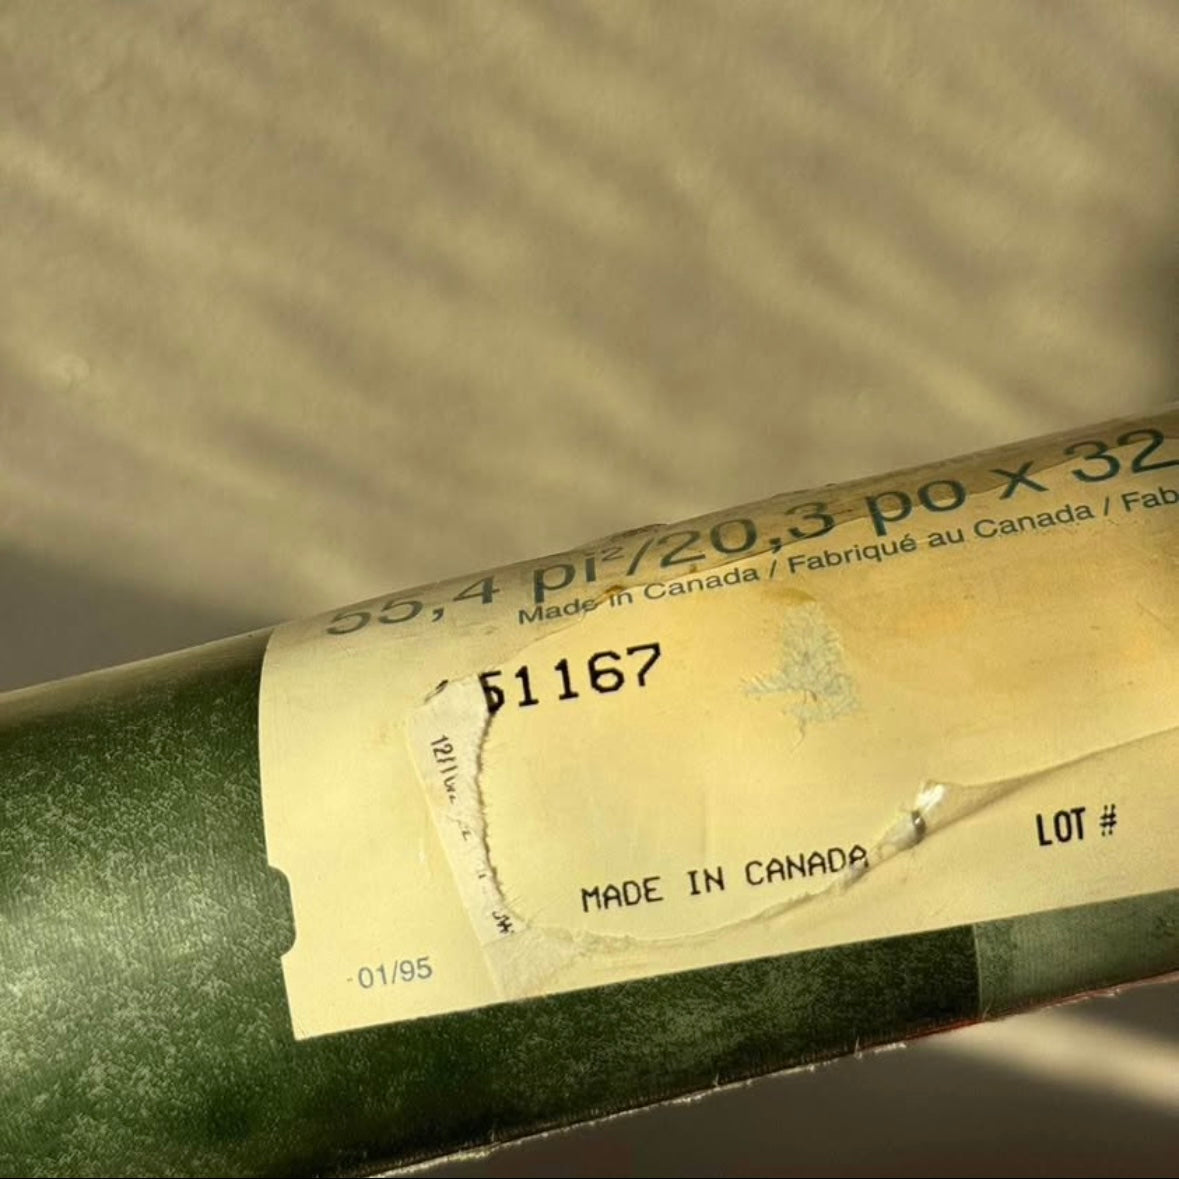 55,4 pi²/20,3 po x 32
Made in Canada / Fabriqué au Canada / Fab
51167
MADE IN CANADA
LOT #
-01/95